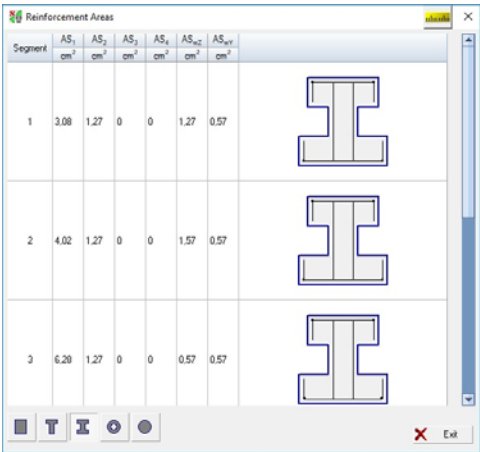 Reinforcement Areas
Segment AS₁ AS₂ AS₃ AS₄ ASwZ ASwY
cm² cm² cm² cm² cm² cm²
1 3,08 1,27 0 0 1,27 0,57
2 4,02 1,27 0 0 1,57 0,57
3 6,28 1,27 0 0 0,57 0,57
Exit